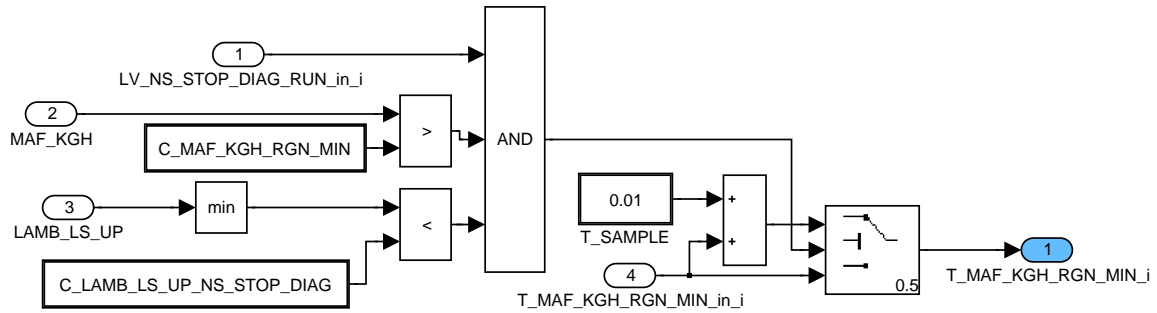 1
LV_NS_STOP_DIAG_RUN_in_i
2
MAF_KGH
C_MAF_KGH_RGN_MIN
>
AND
3
LAMB_LS_UP
min
<
C_LAMB_LS_UP_NS_STOP_DIAG
0.01
T_SAMPLE
+
+
4
T_MAF_KGH_RGN_MIN_in_i
0.5
1
T_MAF_KGH_RGN_MIN_i